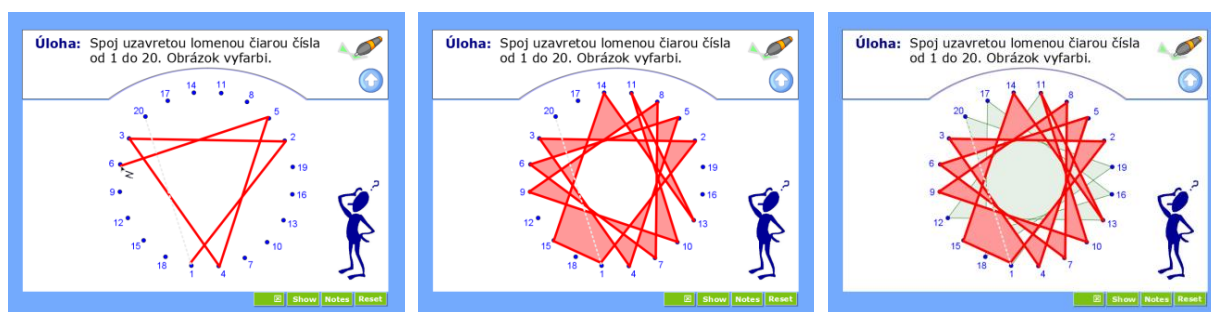 Úloha: Spoj uzavretou lomenou čiarou čísla
od 1 do 20. Obrázok vyfarbi.
14 11
17 8
20 5
3 2
6 19
9 16
12 13
15 10
18 1 4 7
Show Notes Reset
Úloha: Spoj uzavretou lomenou čiarou čísla
od 1 do 20. Obrázok vyfarbi.
14 11
17 8
20 5
3 2
6 19
9 16
12 13
15 10
18 1 4 7
Show Notes Reset
Úloha: Spoj uzavretou lomenou čiarou čísla
od 1 do 20. Obrázok vyfarbi.
14 11
17 8
20 5
3 2
6 19
9 16
12 13
15 10
18 1 4 7
Show Notes Reset